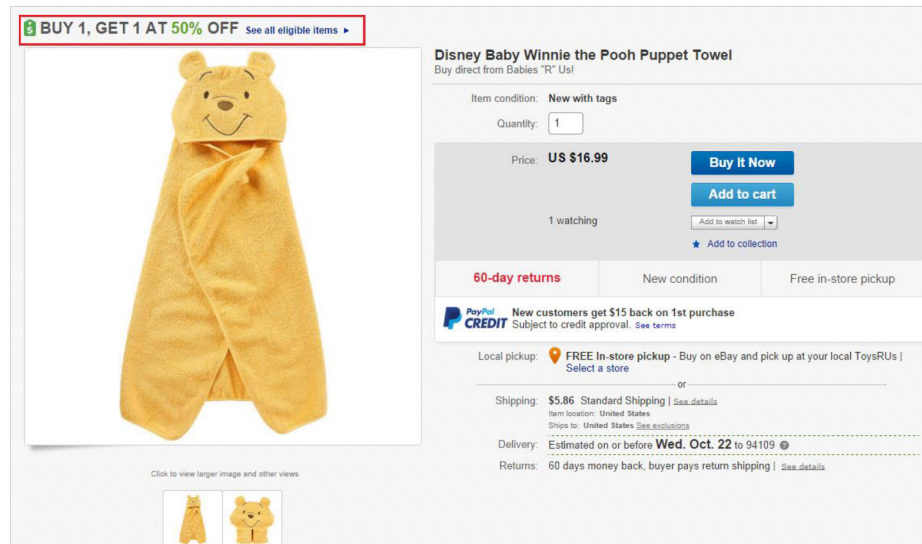 BUY 1, GET 1 AT 50% OFF See all eligible items ▸
Disney Baby Winnie the Pooh Puppet Towel
Buy direct from Babies "R" Us!
Item condition: New with tags
Quantity: 1
Price: US $16.99
Buy It Now
Add to cart
1 watching
Add to watch list
Add to collection
60-day returns
New condition
Free in-store pickup
PayPal CREDIT
New customers get $15 back on 1st purchase
Subject to credit approval. See terms
Local pickup: FREE In-store pickup - Buy on eBay and pick up at your local ToysRUs |
Select a store
or
Shipping: $5.86 Standard Shipping | See details
Item location: United States
Ships to: United States See exclusions
Delivery: Estimated on or before Wed. Oct. 22 to 94109
Returns: 60 days money back, buyer pays return shipping | See details
Click to view larger image and other views